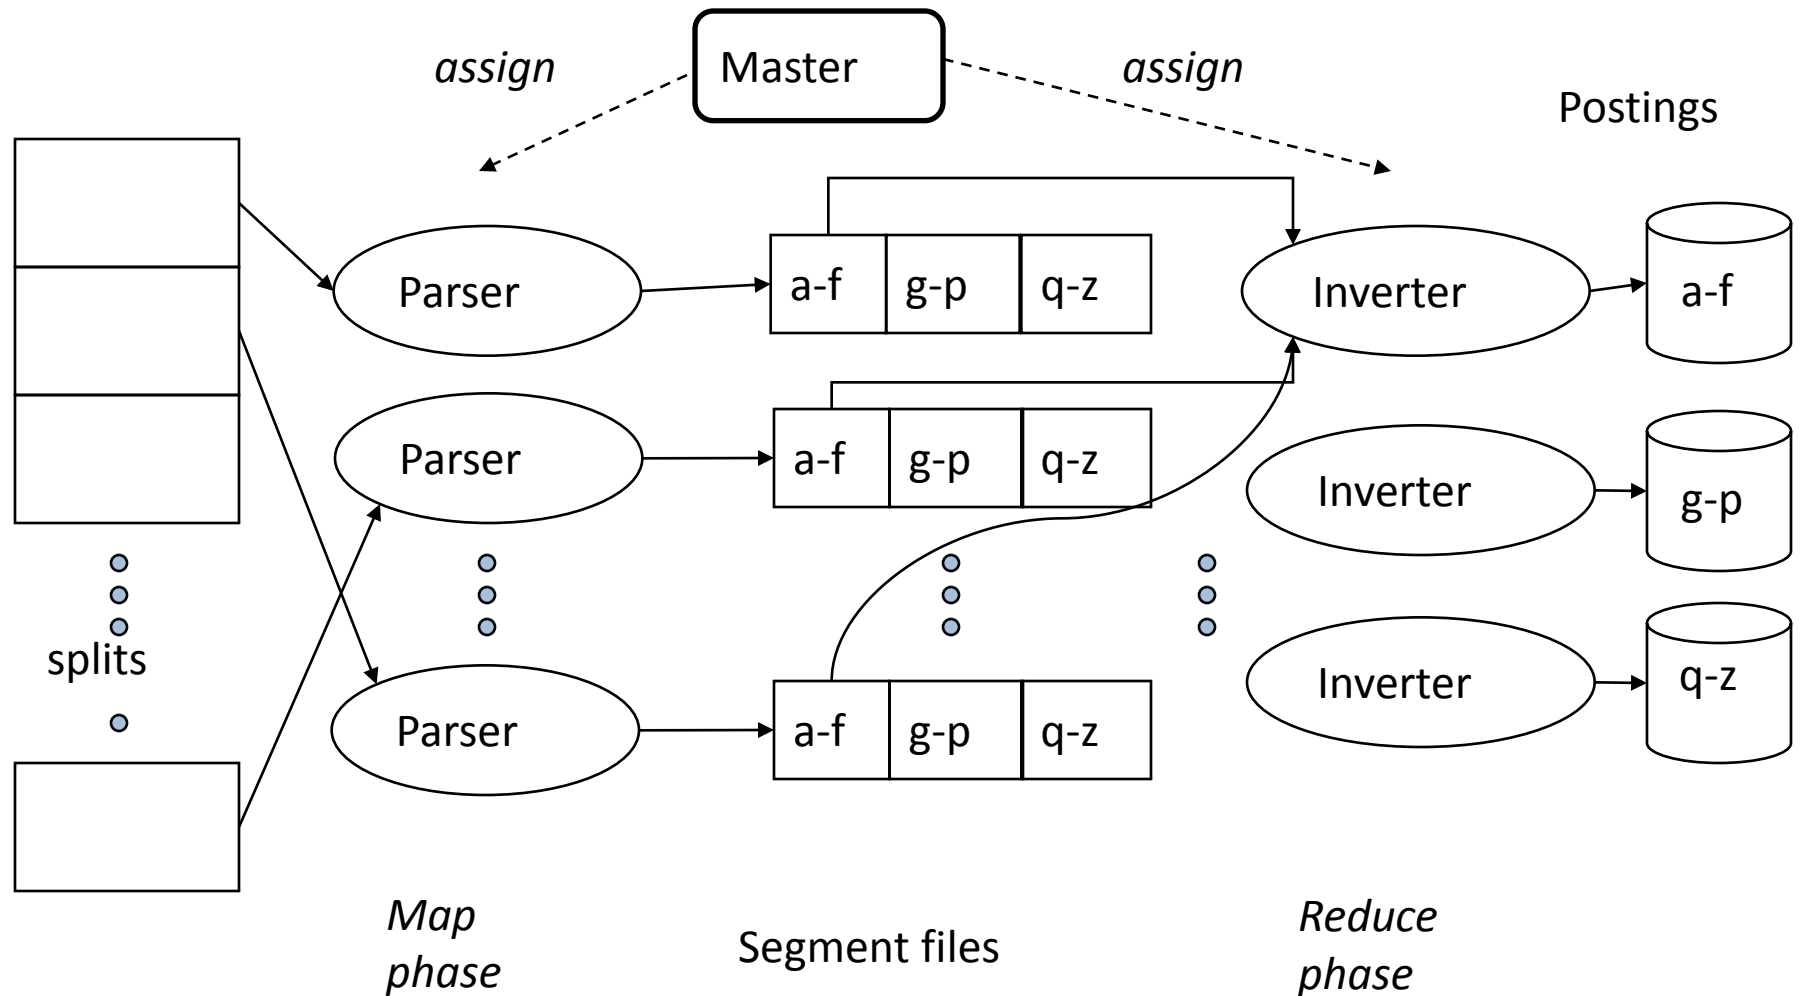 assign
Master
assign
Postings
Parser
a-f
g-p
q-z
Inverter
a-f
Parser
a-f
g-p
q-z
Inverter
g-p
splits
Parser
a-f
g-p
q-z
Inverter
q-z
Map
phase
Segment files
Reduce
phase